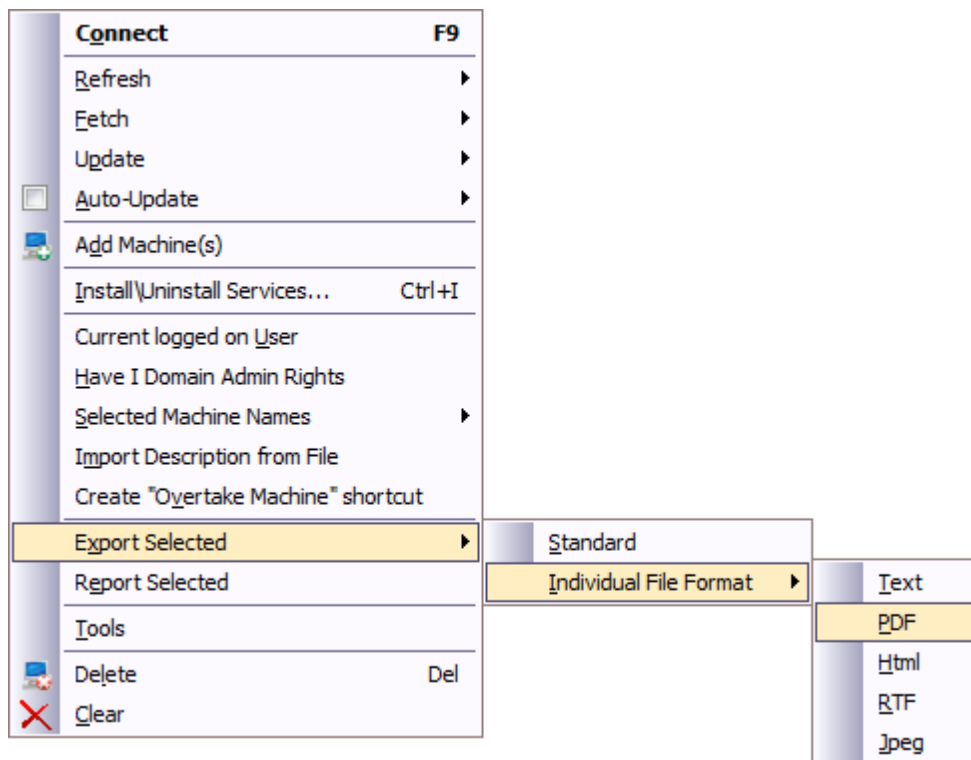 Connect F9
Refresh
Fetch
Update
Auto-Update
Add Machine(s)
Install\Uninstall Services... Ctrl+I
Current logged on User
Have I Domain Admin Rights
Selected Machine Names
Import Description from File
Create "Overtake Machine" shortcut
Export Selected
Report Selected
Tools
Delete Del
Clear
Standard
Individual File Format
Text
PDF
Html
RTF
Jpeg